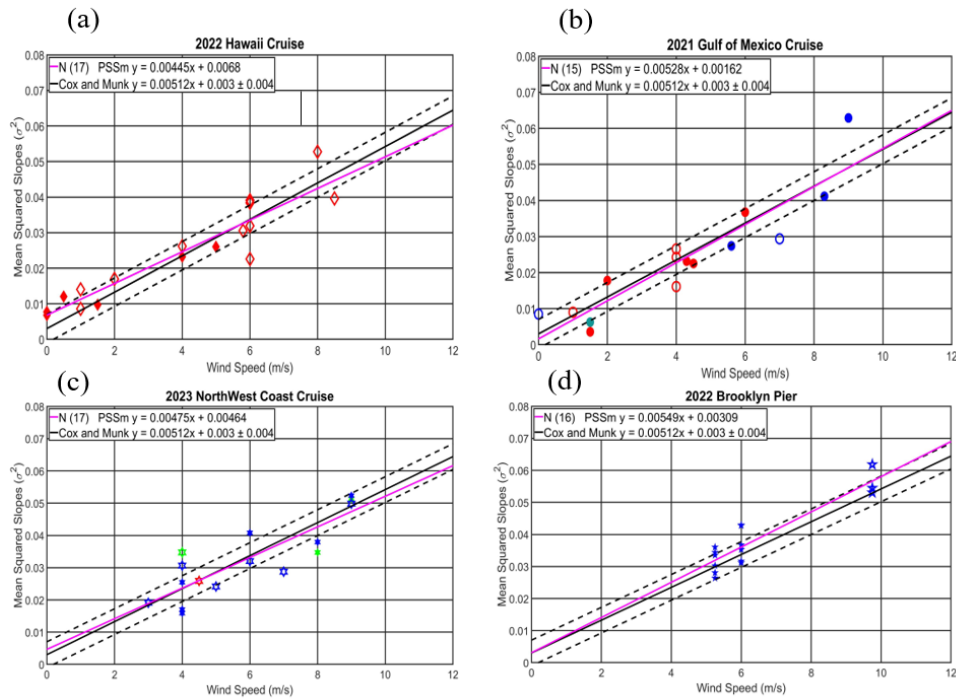 (a)
2022 Hawaii Cruise
N (17) PSSm y = 0.00445x + 0.0068
Cox and Munk y = 0.00512x + 0.003 ± 0.004
Mean Squared Slopes (σ²)
0.08
0.07
0.06
0.05
0.04
0.03
0.02
0.01
0
0 2 4 6 8 10 12
Wind Speed (m/s)
(b)
2021 Gulf of Mexico Cruise
N (15) PSSm y = 0.00528x + 0.00162
Cox and Munk y = 0.00512x + 0.003 ± 0.004
Mean Squared Slopes (σ²)
0.08
0.07
0.06
0.05
0.04
0.03
0.02
0.01
0
0 2 4 6 8 10 12
Wind Speed (m/s)
(c)
2023 NorthWest Coast Cruise
N (17) PSSm y = 0.00475x + 0.00464
Cox and Munk y = 0.00512x + 0.003 ± 0.004
Mean Squared Slopes (σ²)
0.08
0.07
0.06
0.05
0.04
0.03
0.02
0.01
0
0 2 4 6 8 10 12
Wind Speed (m/s)
(d)
2022 Brooklyn Pier
N (16) PSSm y = 0.00549x + 0.00309
Cox and Munk y = 0.00512x + 0.003 ± 0.004
Mean Squared Slopes (σ²)
0.08
0.07
0.06
0.05
0.04
0.03
0.02
0.01
0
0 2 4 6 8 10 12
Wind Speed (m/s)